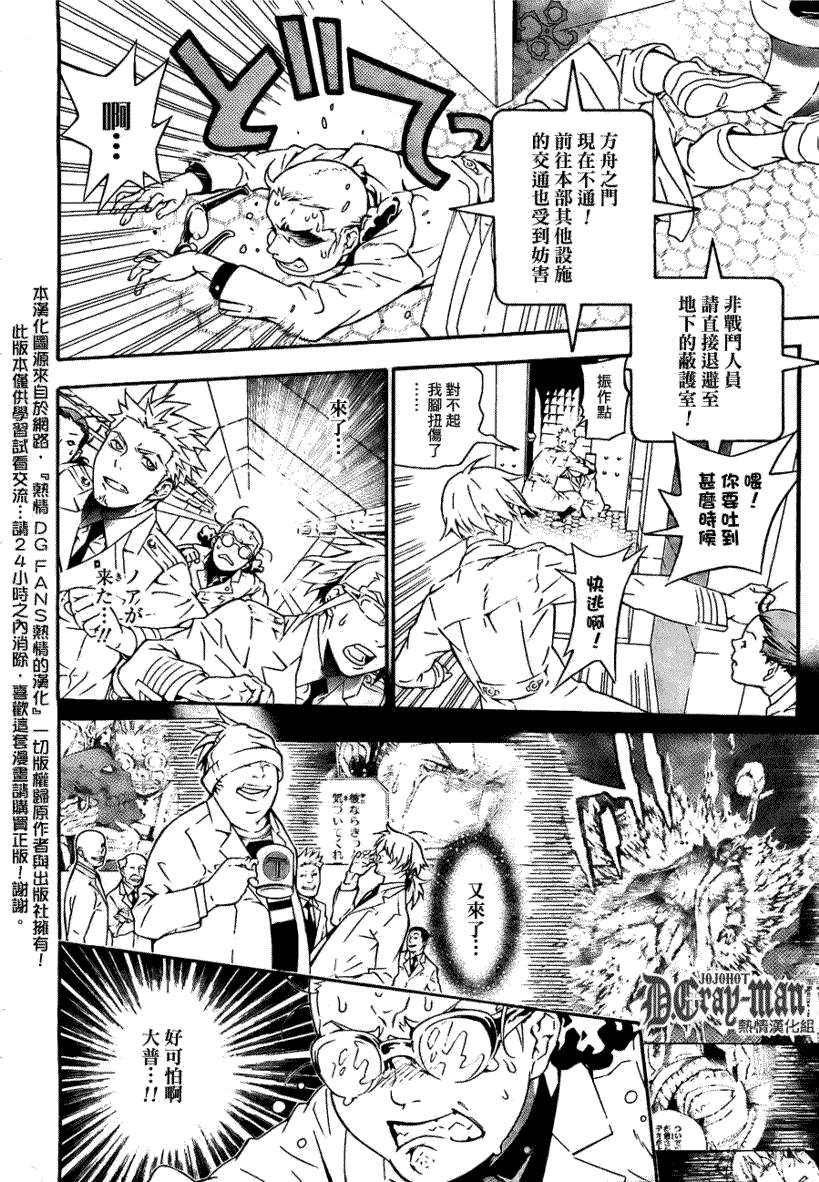 方舟之門
現在不通！
前往本部其他設施
的交通也受到妨害
非戰鬥人員
請直接退避至
地下的蔽護室！
どどてっ
啊…
喂！
你要吐到
甚麼時候
振作點
對不起
我腳扭傷了
……
快逃啊！
來了…
ノアが
来た…!!
又來了…
気づいてくれ
好可怕啊
大普…!!
JOJOHOT
D.Gray-man
熱情漢化組
本漢化圖源來自於網路，『熱情DG FANS熱情的漢化』一切版權歸原作者與出版社擁有！
此版本僅供學習試看交流…請24小時之內消除，喜歡這套漫畫請購買正版！謝謝。